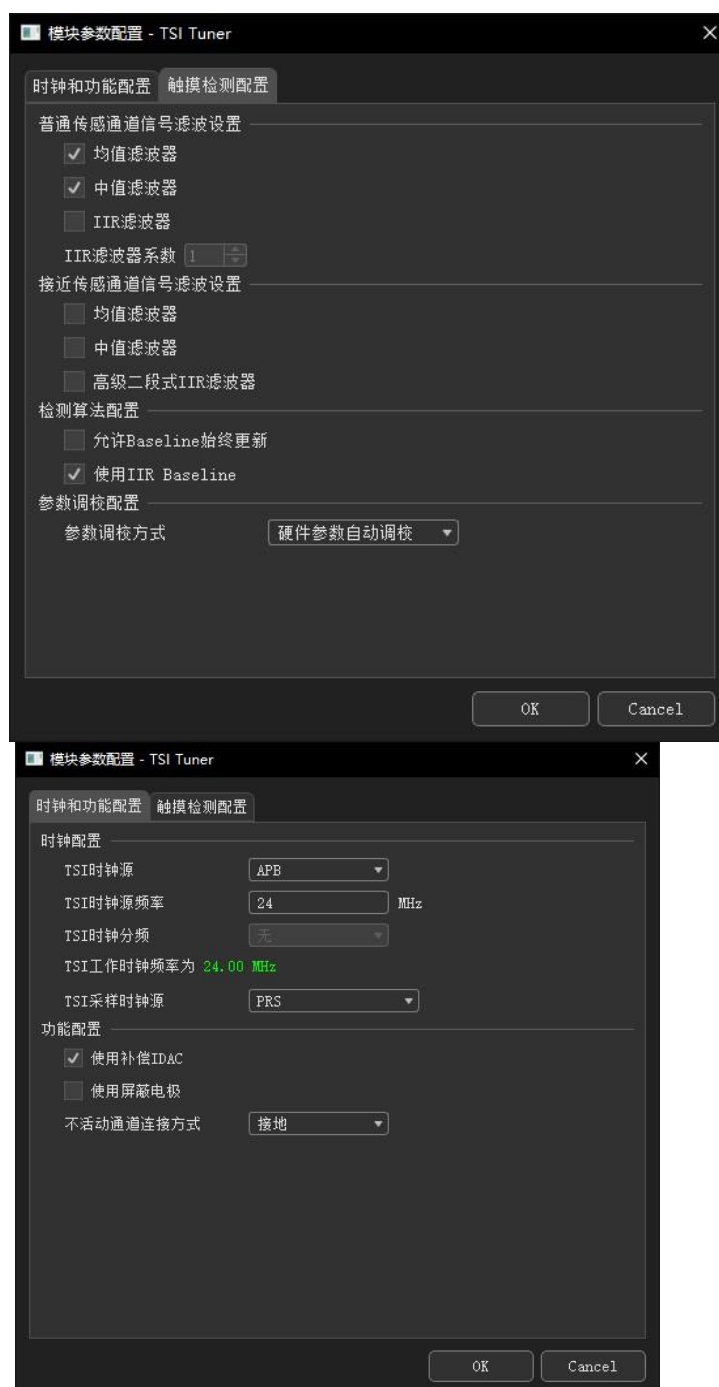 模块参数配置 - TSI Tuner
时钟和功能配置 触摸检测配置
普通传感通道信号滤波设置
均值滤波器
中值滤波器
IIR滤波器
IIR滤波器系数 1
接近传感通道信号滤波设置
均值滤波器
中值滤波器
高级二段式IIR滤波器
检测算法配置
允许Baseline始终更新
使用IIR Baseline
参数调校配置
参数调校方式 硬件参数自动调校
OK Cancel
模块参数配置 - TSI Tuner
时钟和功能配置 触摸检测配置
时钟配置
TSI时钟源 APB
TSI时钟源频率 24 MHz
TSI时钟分频 无
TSI工作时钟频率为 24.00 MHz
TSI采样时钟源 PRS
功能配置
使用补偿IDAC
使用屏蔽电极
不活动通道连接方式 接地
OK Cancel